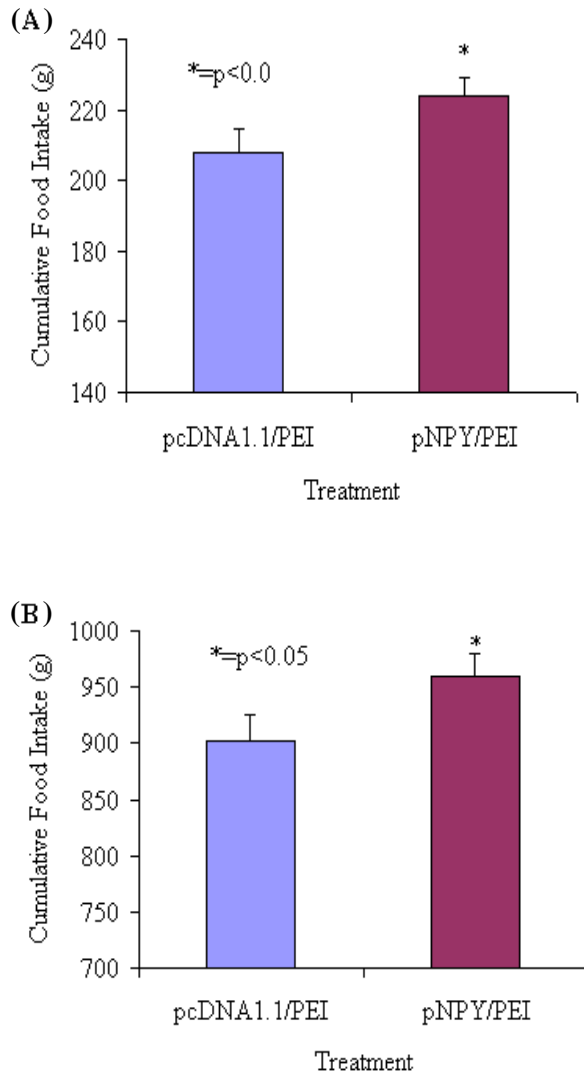 (A)
Cumulative Food Intake (g)
240
220
200
180
160
140
*=p<0.0
*
pcDNA1.1/PEI pNPY/PEI
Treatment
(B)
Cumulative Food Intake (g)
1000
950
900
850
800
750
700
*=p<0.05
*
pcDNA1.1/PEI pNPY/PEI
Treatment